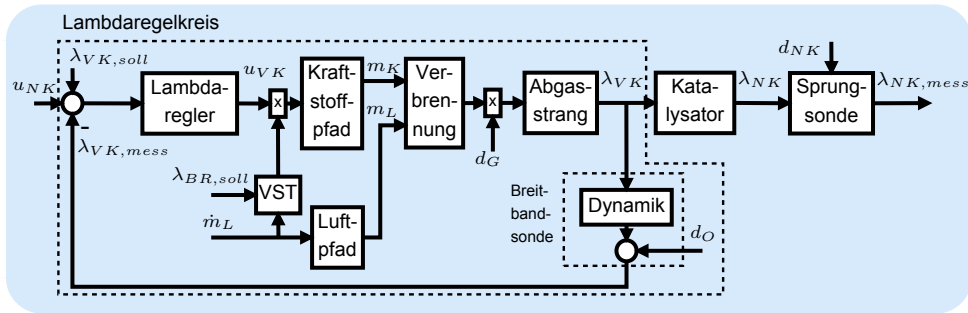 Lambdaregelkreis
λ_{VK,soll}
u_{NK}
-
λ_{VK,mess}
Lambda-
regler
u_{VK}
x
Kraft-
stoff-
pfad
m_K
m_L
Ver-
bren-
nung
x
d_G
Abgas-
strang
λ_{VK}
Kata-
lysator
λ_{NK}
d_{NK}
Sprung-
sonde
λ_{NK,mess}
λ_{BR,soll}
VST
ṁ_L
Luft-
pfad
Breit-
band-
sonde
Dynamik
d_O